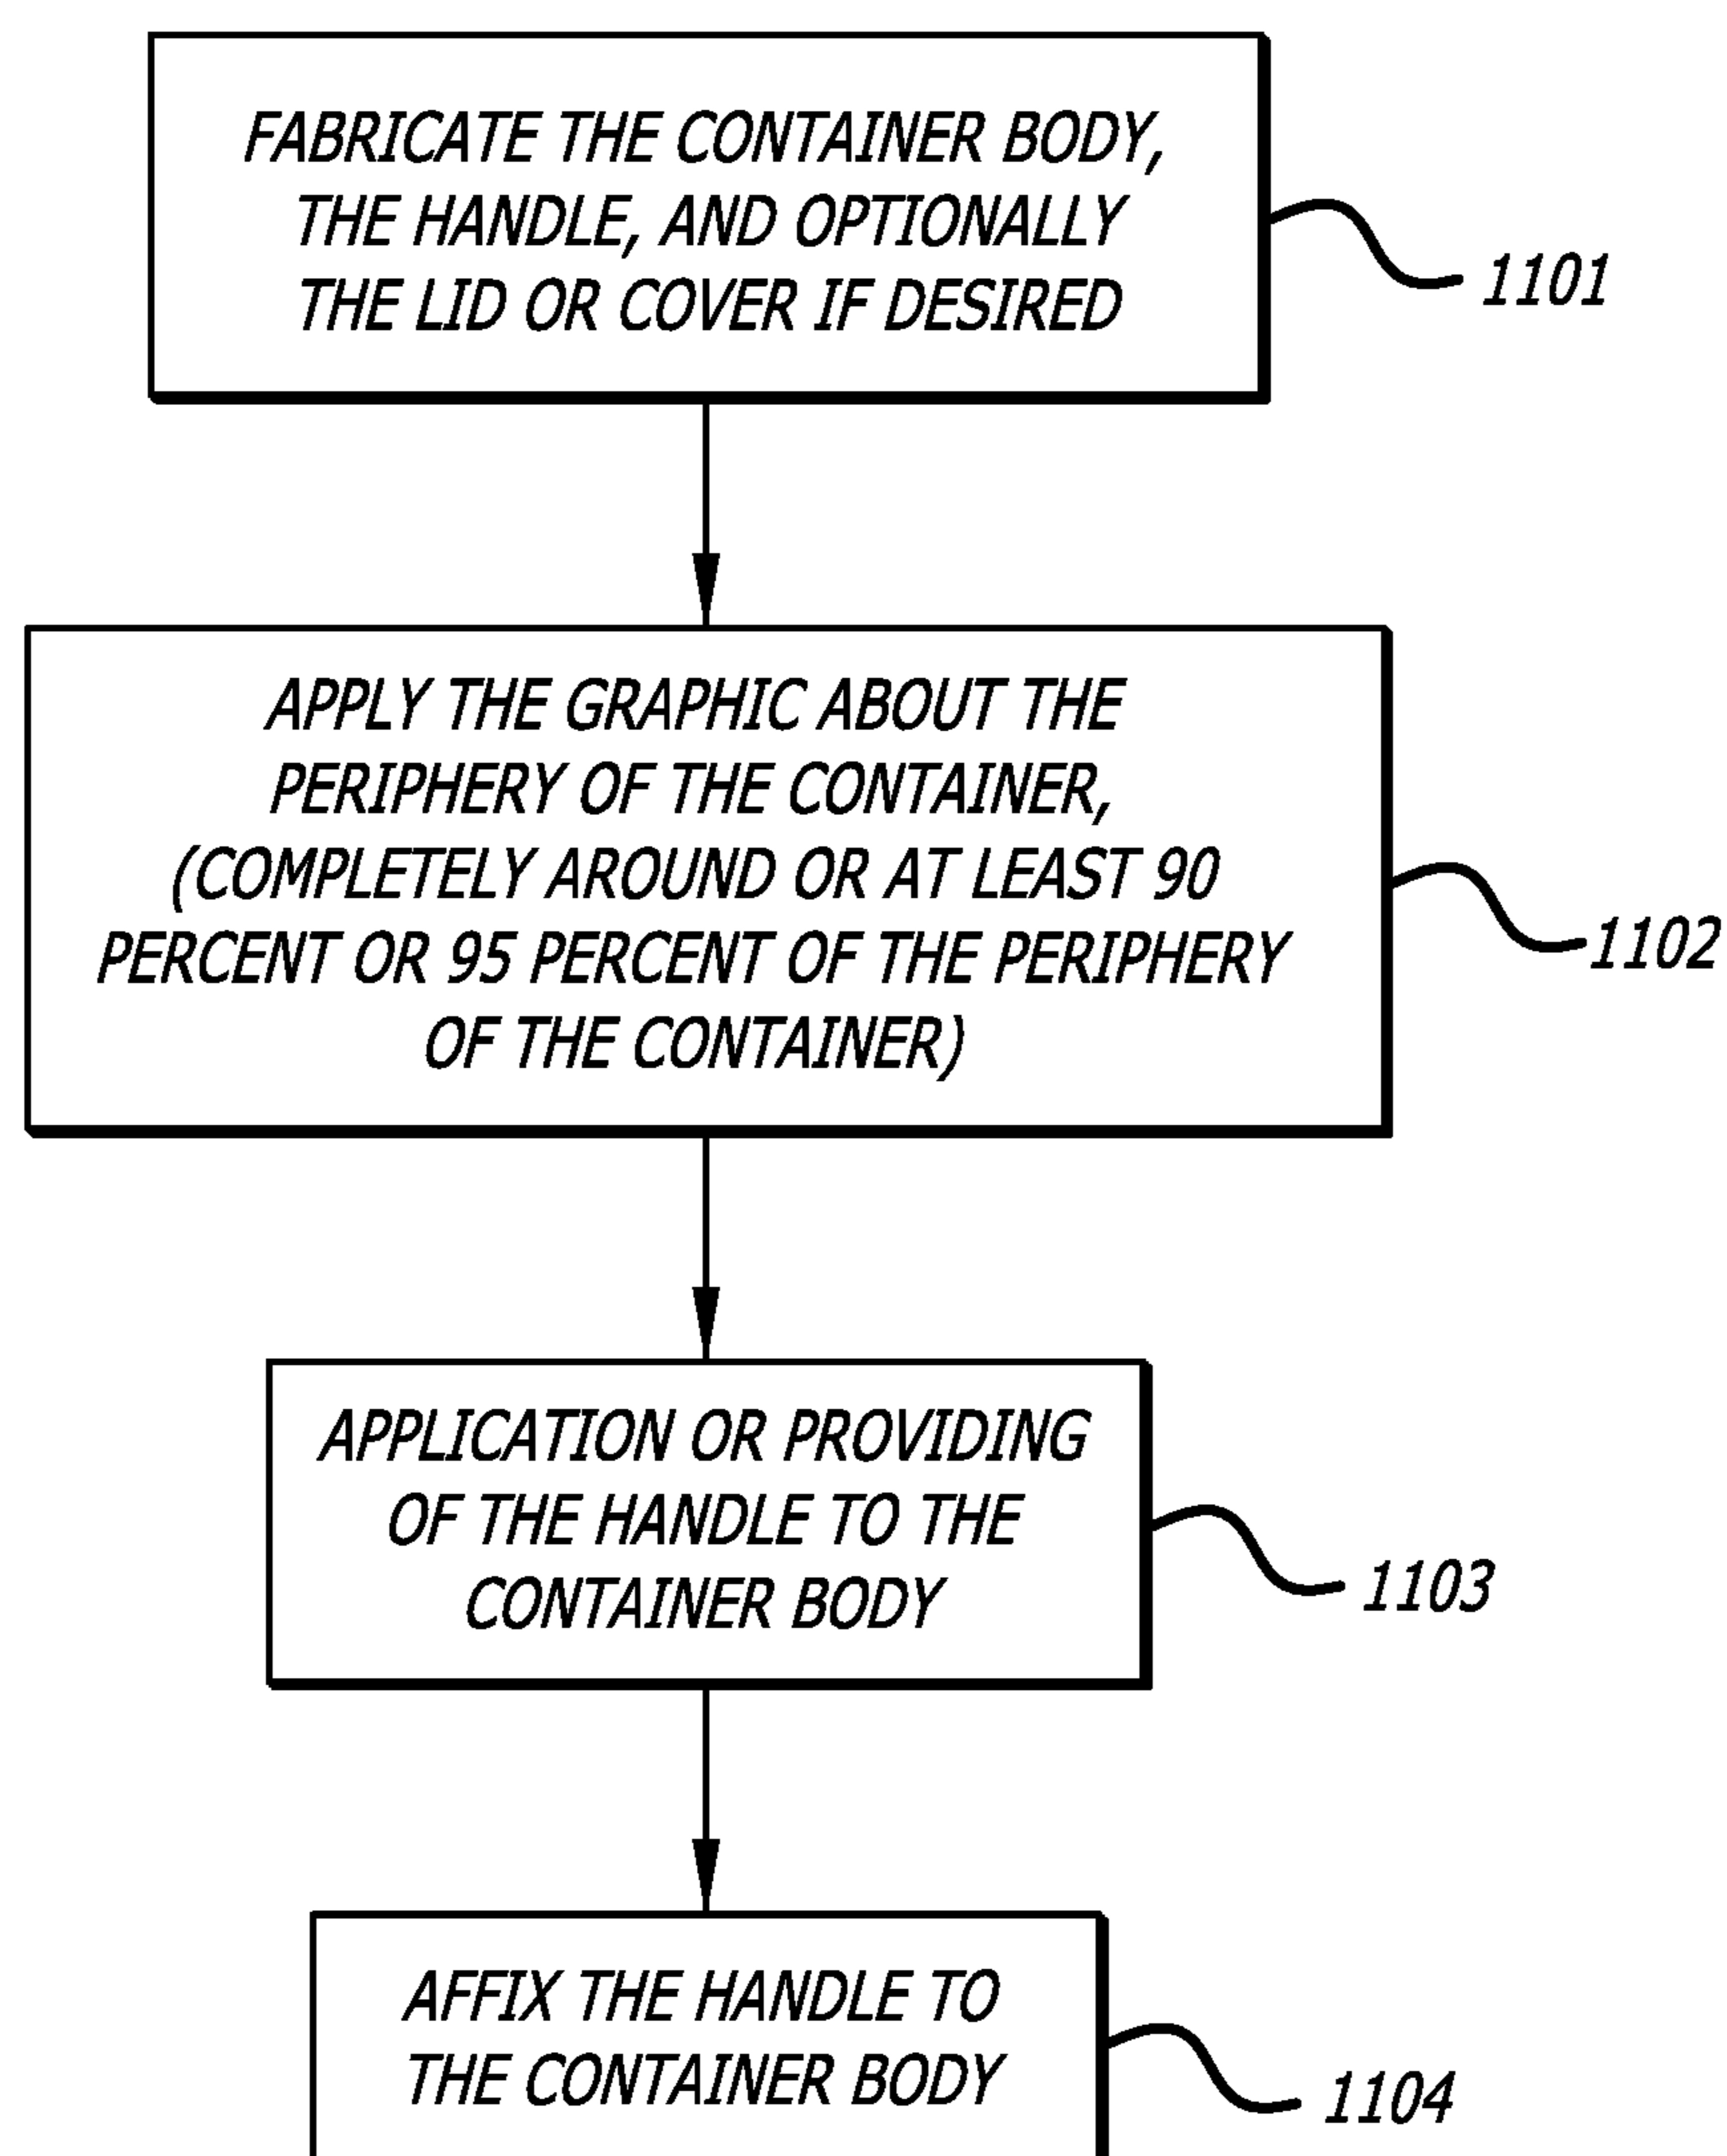 FABRICATE THE CONTAINER BODY,
THE HANDLE, AND OPTIONALLY
THE LID OR COVER IF DESIRED
1101
APPLY THE GRAPHIC ABOUT THE
PERIPHERY OF THE CONTAINER,
(COMPLETELY AROUND OR AT LEAST 90
PERCENT OR 95 PERCENT OF THE PERIPHERY
OF THE CONTAINER)
1102
APPLICATION OR PROVIDING
OF THE HANDLE TO THE
CONTAINER BODY
1103
AFFIX THE HANDLE TO
THE CONTAINER BODY
1104